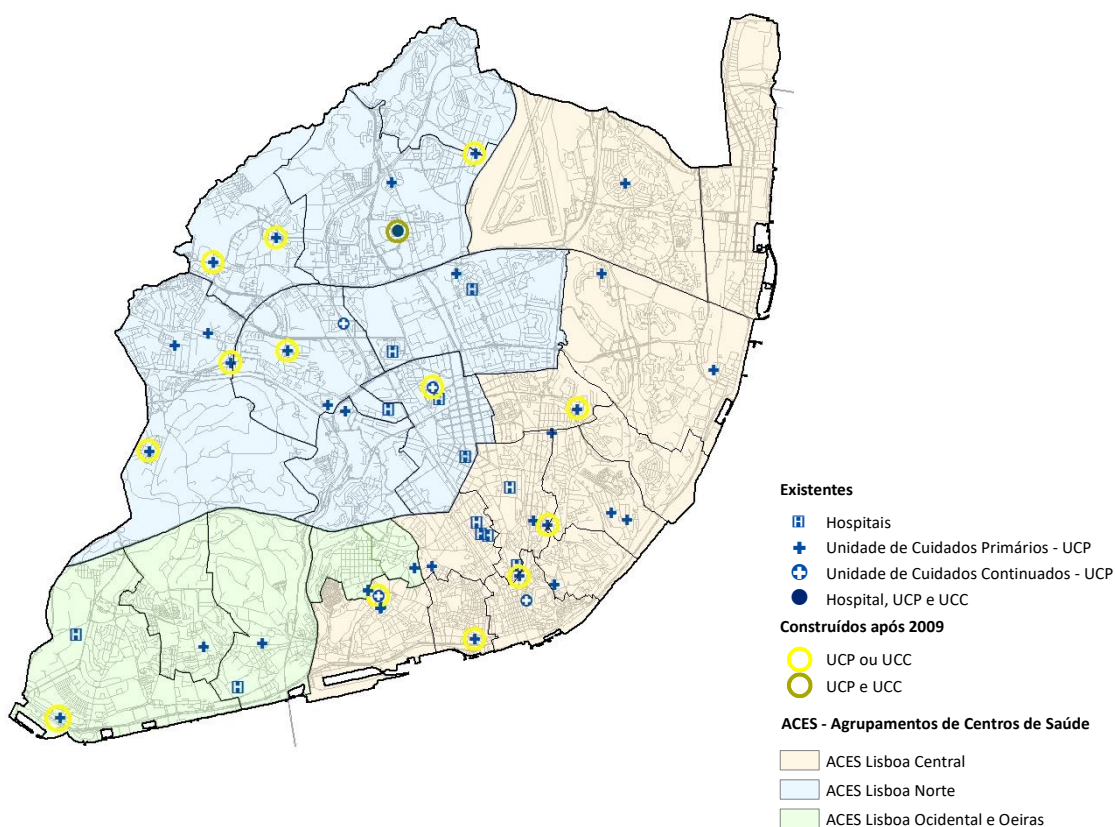 Existentes
H Hospitais
Unidade de Cuidados Primários - UCP
Unidade de Cuidados Continuados - UCP
Hospital, UCP e UCC
Construídos após 2009
UCP ou UCC
UCP e UCC
ACES - Agrupamentos de Centros de Saúde
ACES Lisboa Central
ACES Lisboa Norte
ACES Lisboa Ocidental e Oeiras